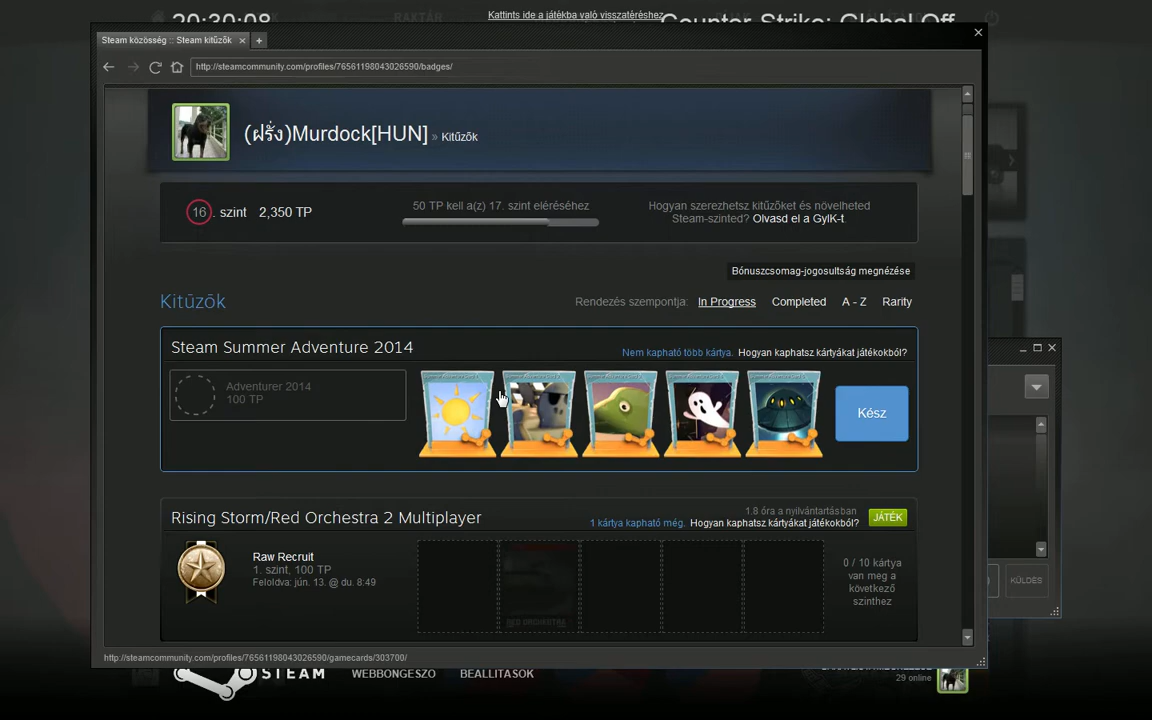 20:30:08
Kattints ide a játékba való visszatéréshez
Counter-Strike: Global Off
RAKTÁR
Steam közösség :: Steam kitűzők
http://steamcommunity.com/profiles/76561198043026590/badges/
(ฝรั่ง)Murdock[HUN] » Kitűzők
16. szint 2,350 TP
50 TP kell a(z) 17. szint eléréséhez
Hogyan szerezhetsz kitűzőket és növelheted
Steam-szinted? Olvasd el a GyIK-t.
Bónuszcsomag-jogosultság megnézése
Kitűzők
Rendezés szempontja: In Progress Completed A - Z Rarity
Steam Summer Adventure 2014
Nem kapható több kártya. Hogyan kaphatsz kártyákat játékokból?
Adventurer 2014
100 TP
Kész
Rising Storm/Red Orchestra 2 Multiplayer
1.8 óra a nyilvántartásban
1 kártya kapható még. Hogyan kaphatsz kártyákat játékokból?
JÁTÉK
Raw Recruit
1. szint, 100 TP
Feloldva: jún. 13. @ du. 8:49
0 / 10 kártya
van meg a
következő
szinthez
RED ORCHESTRA
KÜLDÉS
http://steamcommunity.com/profiles/76561198043026590/gamecards/303700/
STEAM
WEBBÖNGÉSZŐ
BEÁLLÍTÁSOK
29 online